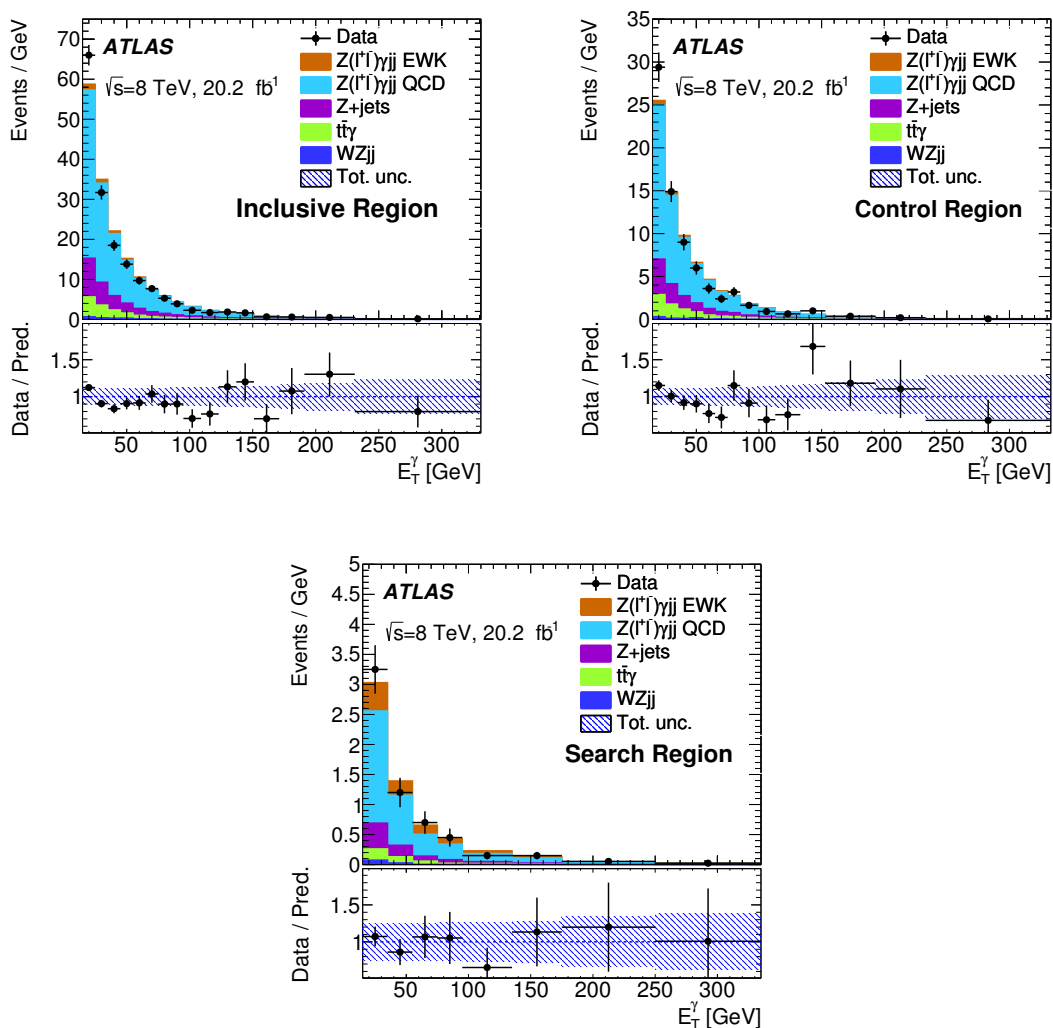 Events / GeV
70
60
50
40
30
20
10
0
ATLAS
√s=8 TeV, 20.2 fb⁻¹
Data
Z(l⁺l⁻)γjj EWK
Z(l⁺l⁻)γjj QCD
Z+jets
tt̄γ
WZjj
Tot. unc.
Inclusive Region
Data / Pred.
1.5
1
50 100 150 200 250 300
E_T^γ [GeV]
Events / GeV
35
30
25
20
15
10
5
0
ATLAS
√s=8 TeV, 20.2 fb⁻¹
Data
Z(l⁺l⁻)γjj EWK
Z(l⁺l⁻)γjj QCD
Z+jets
tt̄γ
WZjj
Tot. unc.
Control Region
Data / Pred.
1.5
1
50 100 150 200 250 300
E_T^γ [GeV]
Events / GeV
5
4.5
4
3.5
3
2.5
2
1.5
1
0.5
0
ATLAS
√s=8 TeV, 20.2 fb⁻¹
Data
Z(l⁺l⁻)γjj EWK
Z(l⁺l⁻)γjj QCD
Z+jets
tt̄γ
WZjj
Tot. unc.
Search Region
Data / Pred.
1.5
1
50 100 150 200 250 300
E_T^γ [GeV]